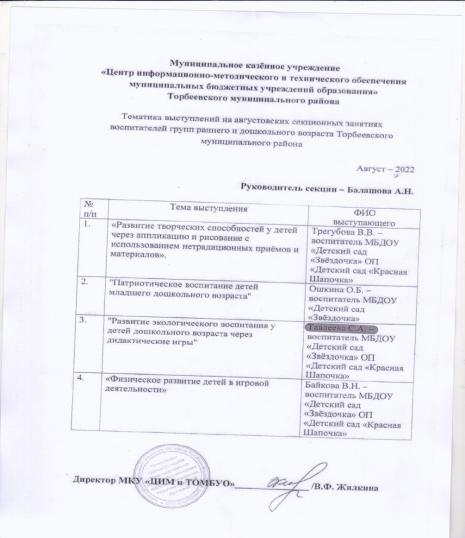 Муниципальное казённое учреждение
«Центр информационно-методического и технического обеспечения
муниципальных бюджетных учреждений образования»
Торбеевского муниципального района
Тематика выступлений на августовских секционных занятиях
воспитателей групп раннего и дошкольного возраста Торбеевского
муниципального района
Август – 2022
Руководитель секции – Балашова А.Н.
№
п/п
Тема выступления
ФИО
выступающего
1.
«Развитие творческих способностей у детей
через аппликацию и рисование с
использованием нетрадиционных приёмов и
материалов».
Трегубова В.В. –
воспитатель МБДОУ
«Детский сад
«Звёздочка» ОП
«Детский сад «Красная
Шапочка»
2.
"Патриотическое воспитание детей
младшего дошкольного возраста"
Ошкина О.Б. –
воспитатель МБДОУ
«Детский сад
«Звёздочка»
3.
"Развитие экологического воспитания у
детей дошкольного возраста через
дидактические игры"
Тавлеева С.А. –
воспитатель МБДОУ
«Детский сад
«Звёздочка» ОП
«Детский сад «Красная
Шапочка»
4.
«Физическое развитие детей в игровой
деятельности»
Байкова В.Н. –
воспитатель МБДОУ
«Детский сад
«Звёздочка» ОП
«Детский сад «Красная
Шапочка»
Директор МКУ «ЦИМ и ТОМБУО» /В.Ф. Жилкина